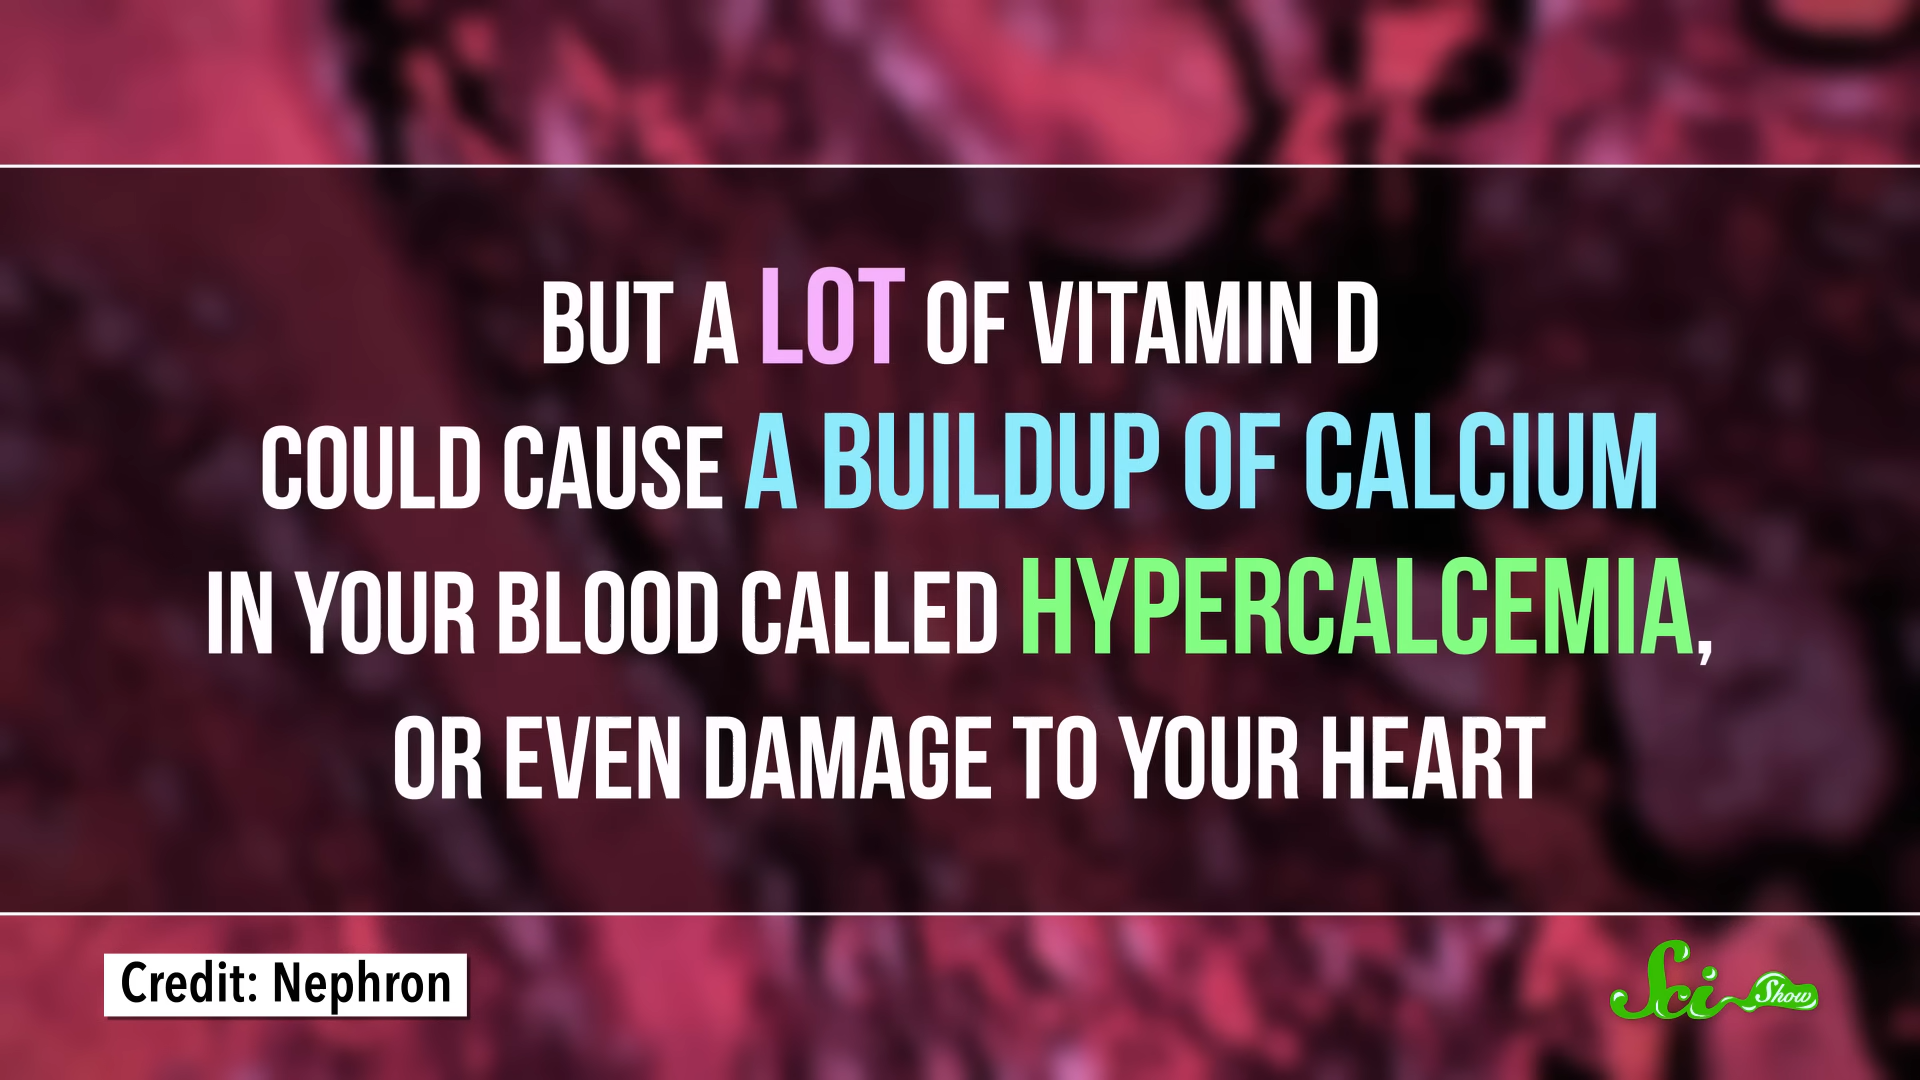 BUT A LOT OF VITAMIN D
COULD CAUSE A BUILDUP OF CALCIUM
IN YOUR BLOOD CALLED HYPERCALCEMIA,
OR EVEN DAMAGE TO YOUR HEART
Credit: Nephron
Sci Show